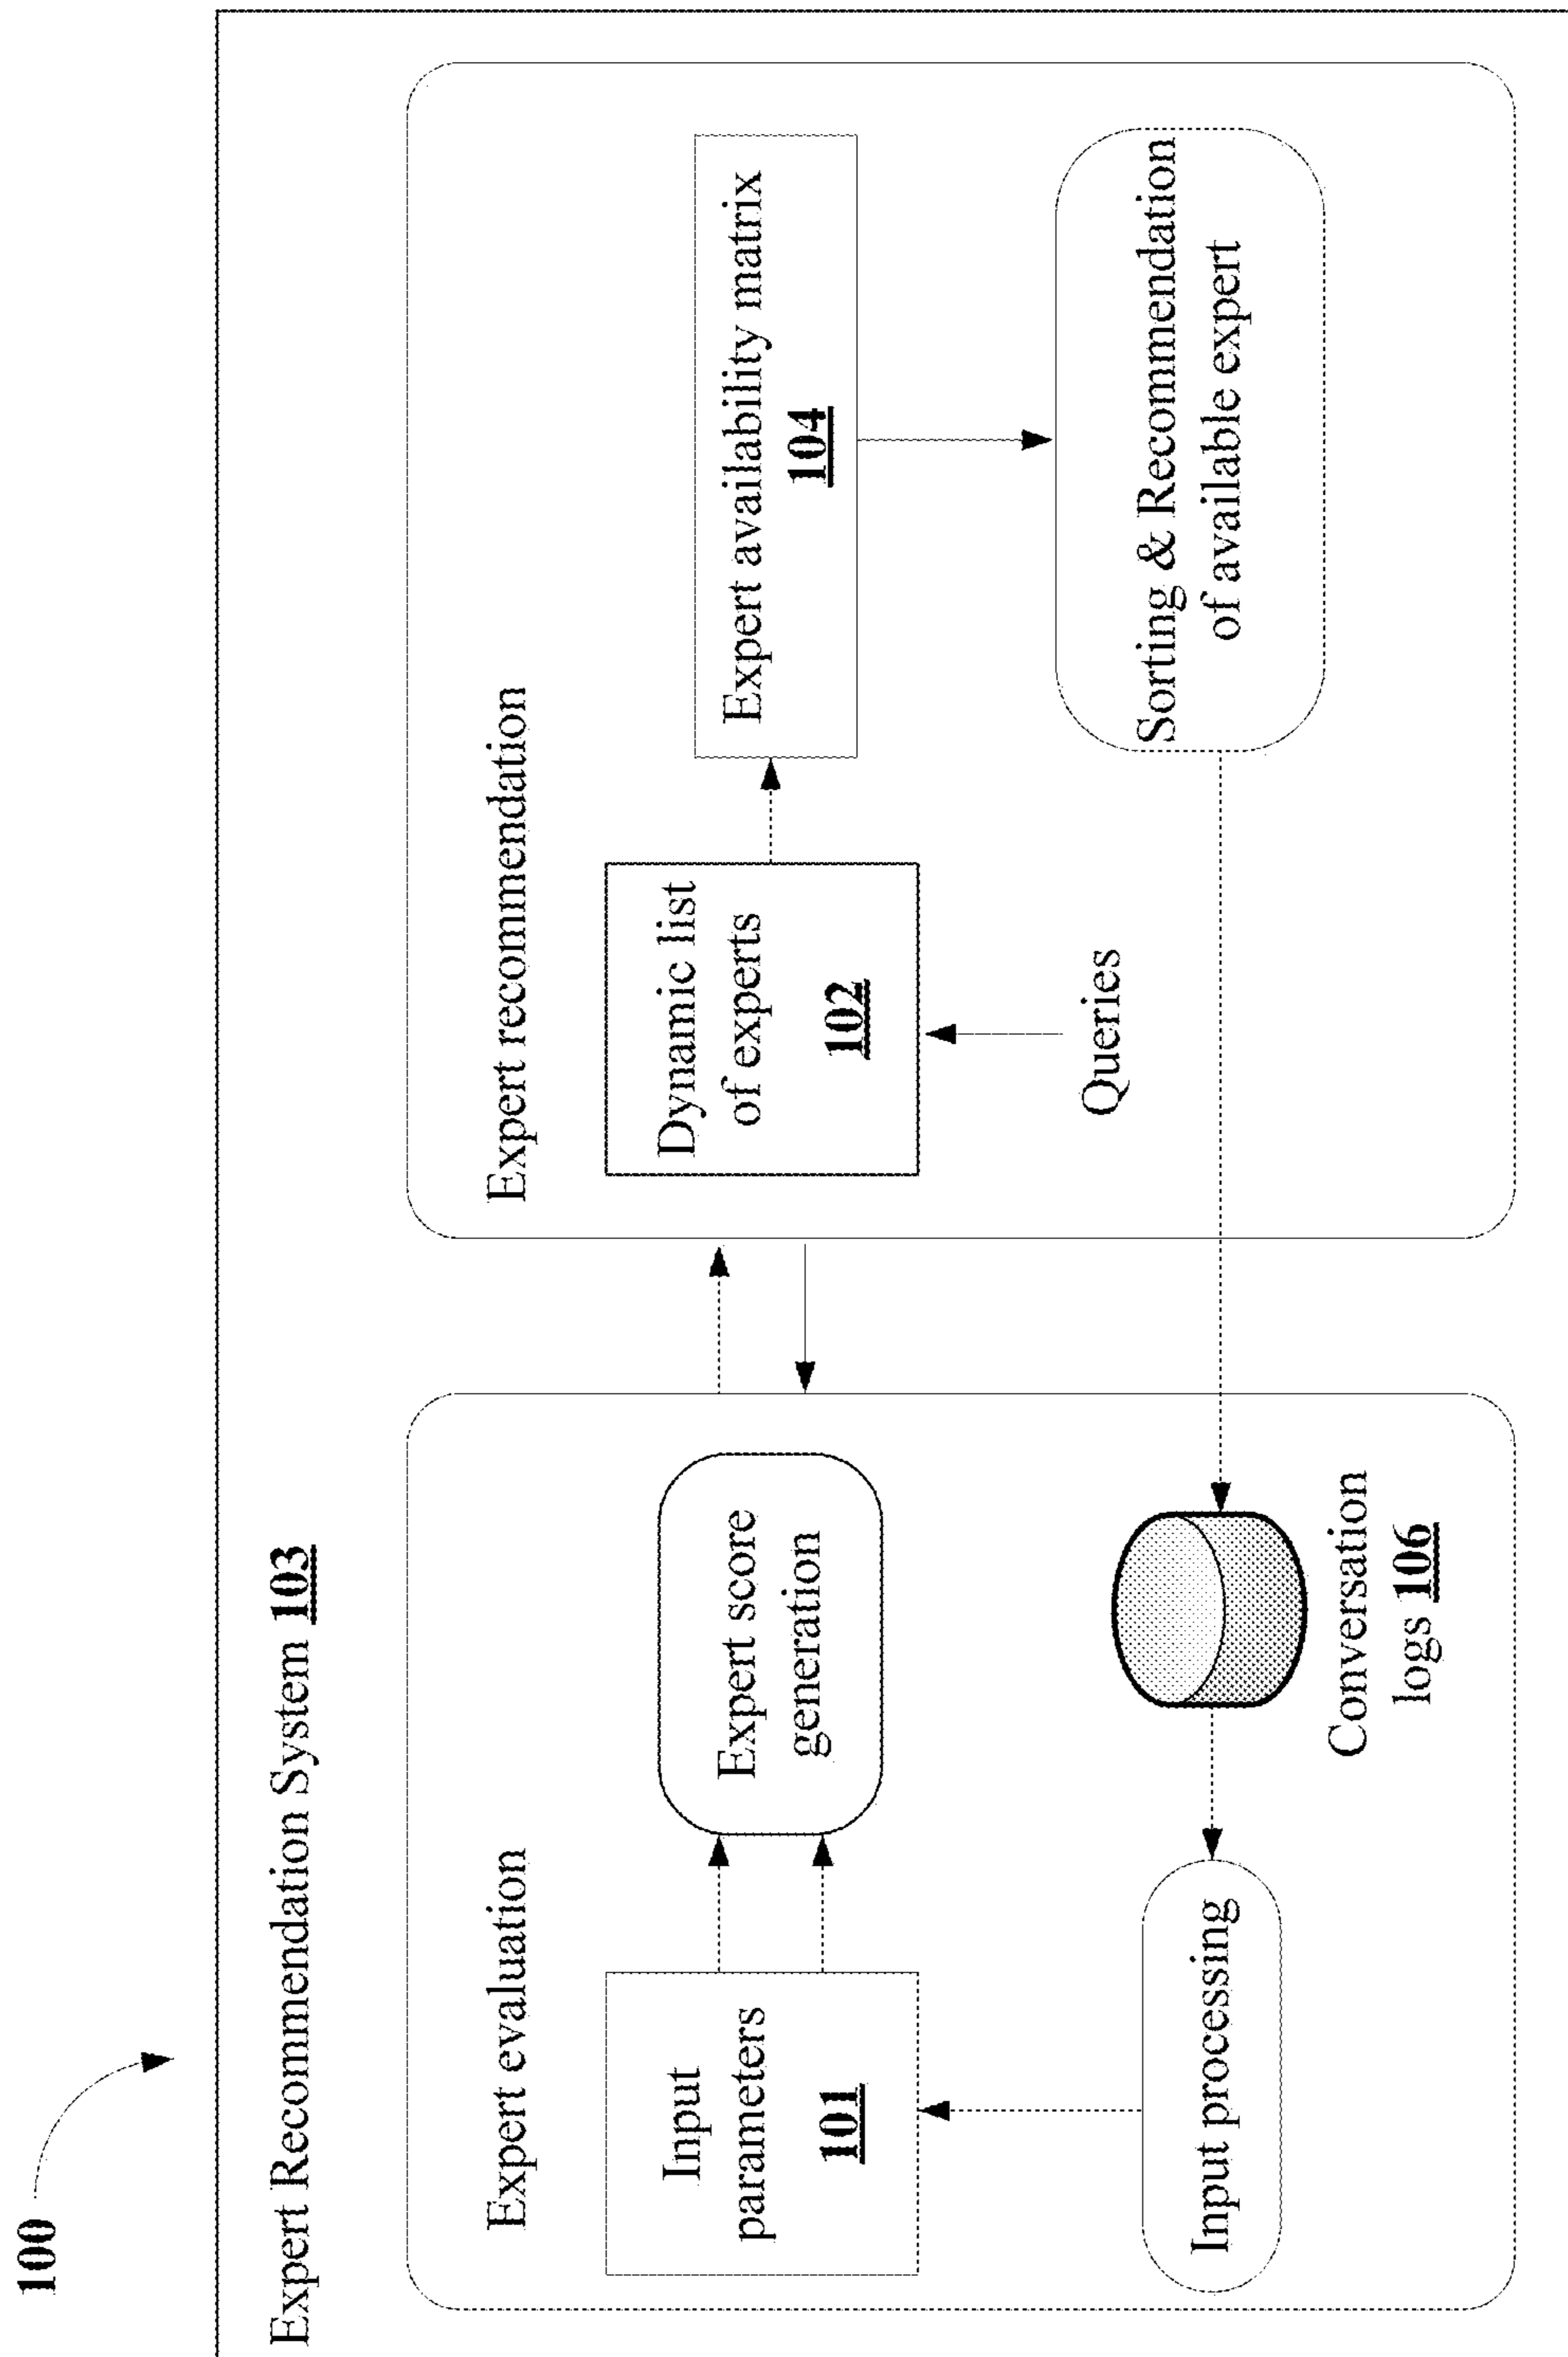 100
Expert Recommendation System 103
Expert evaluation
Input
parameters
101
Expert score
generation
Input processing
Conversation
logs 106
Expert recommendation
Dynamic list
of experts
102
Queries
Expert availability matrix
104
Sorting & Recommendation
of available expert